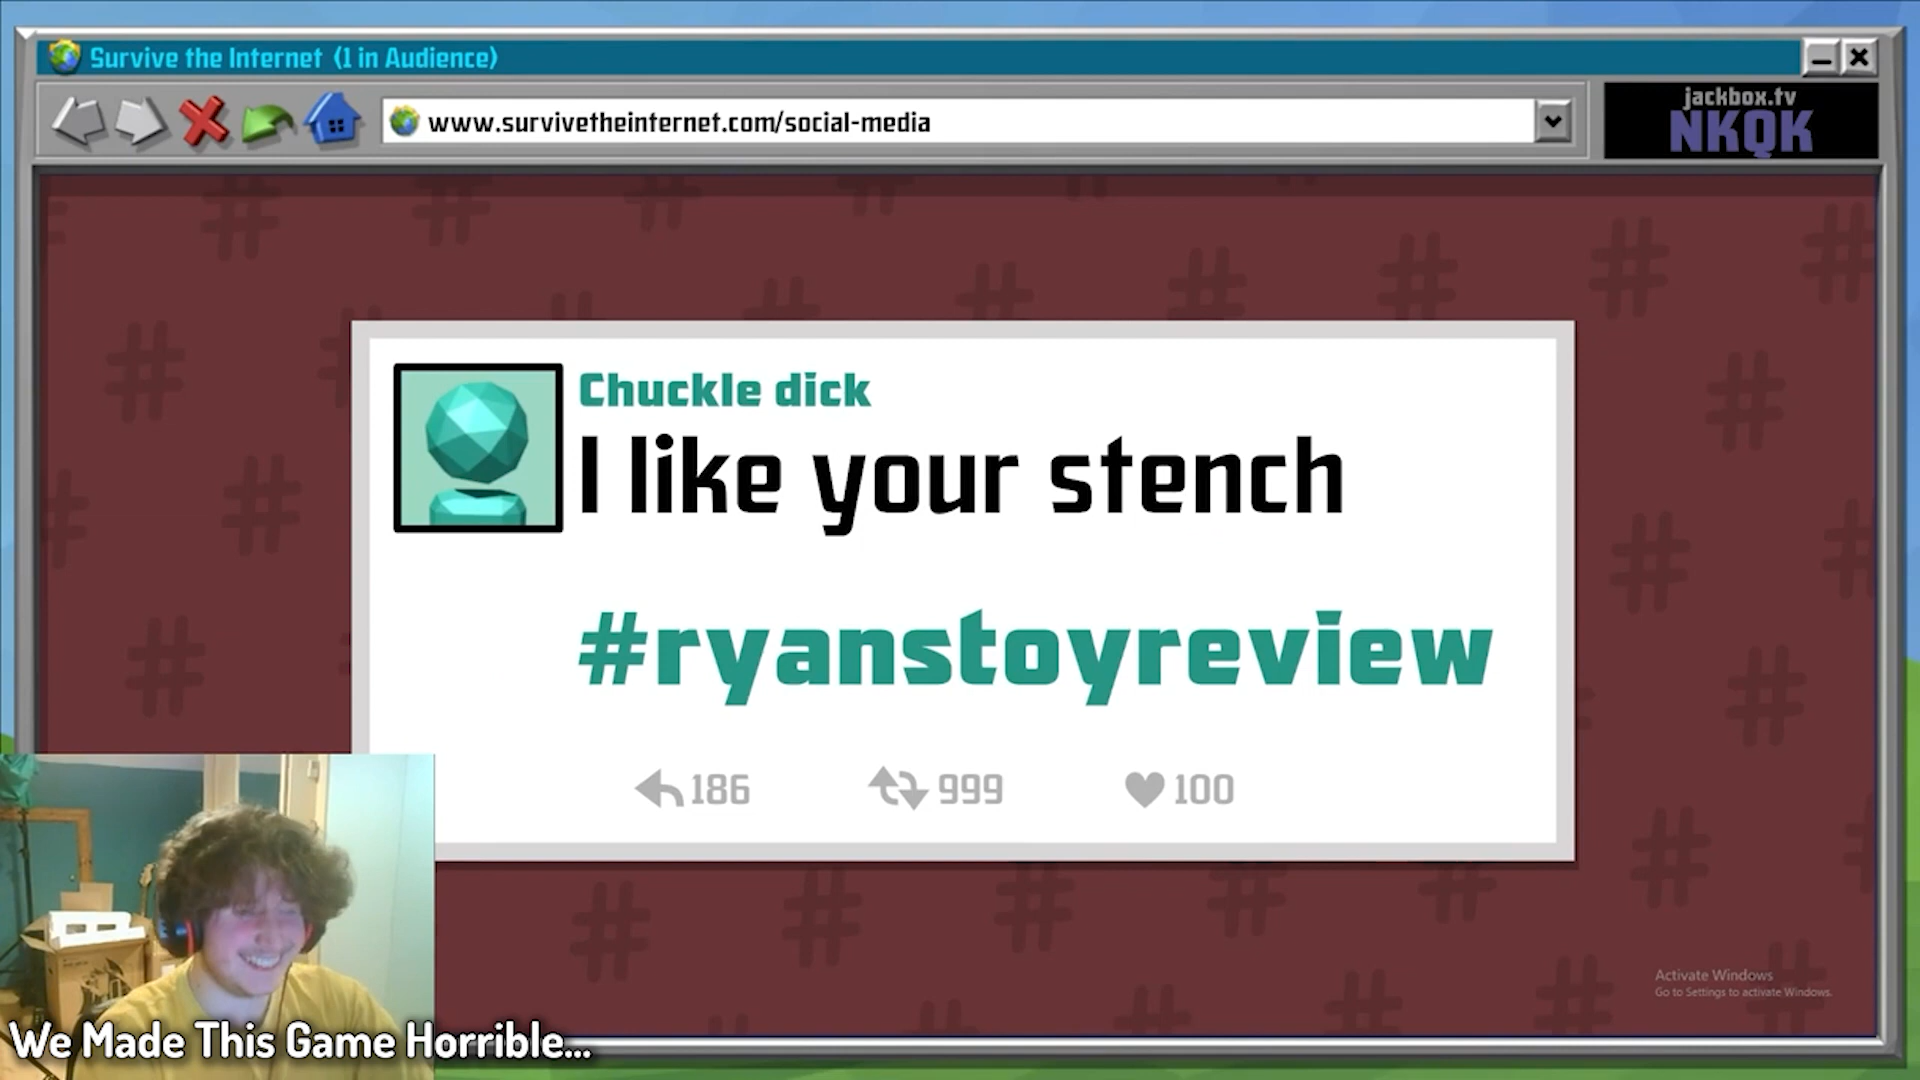 Survive the Internet (1 in Audience)
www.survivetheinternet.com/social-media
jackbox.tv
NKQK
Chuckle dick
I like your stench
#ryanstoyreview
186
999
100
Activate Windows
Go to Settings to activate Windows.
We Made This Game Horrible...